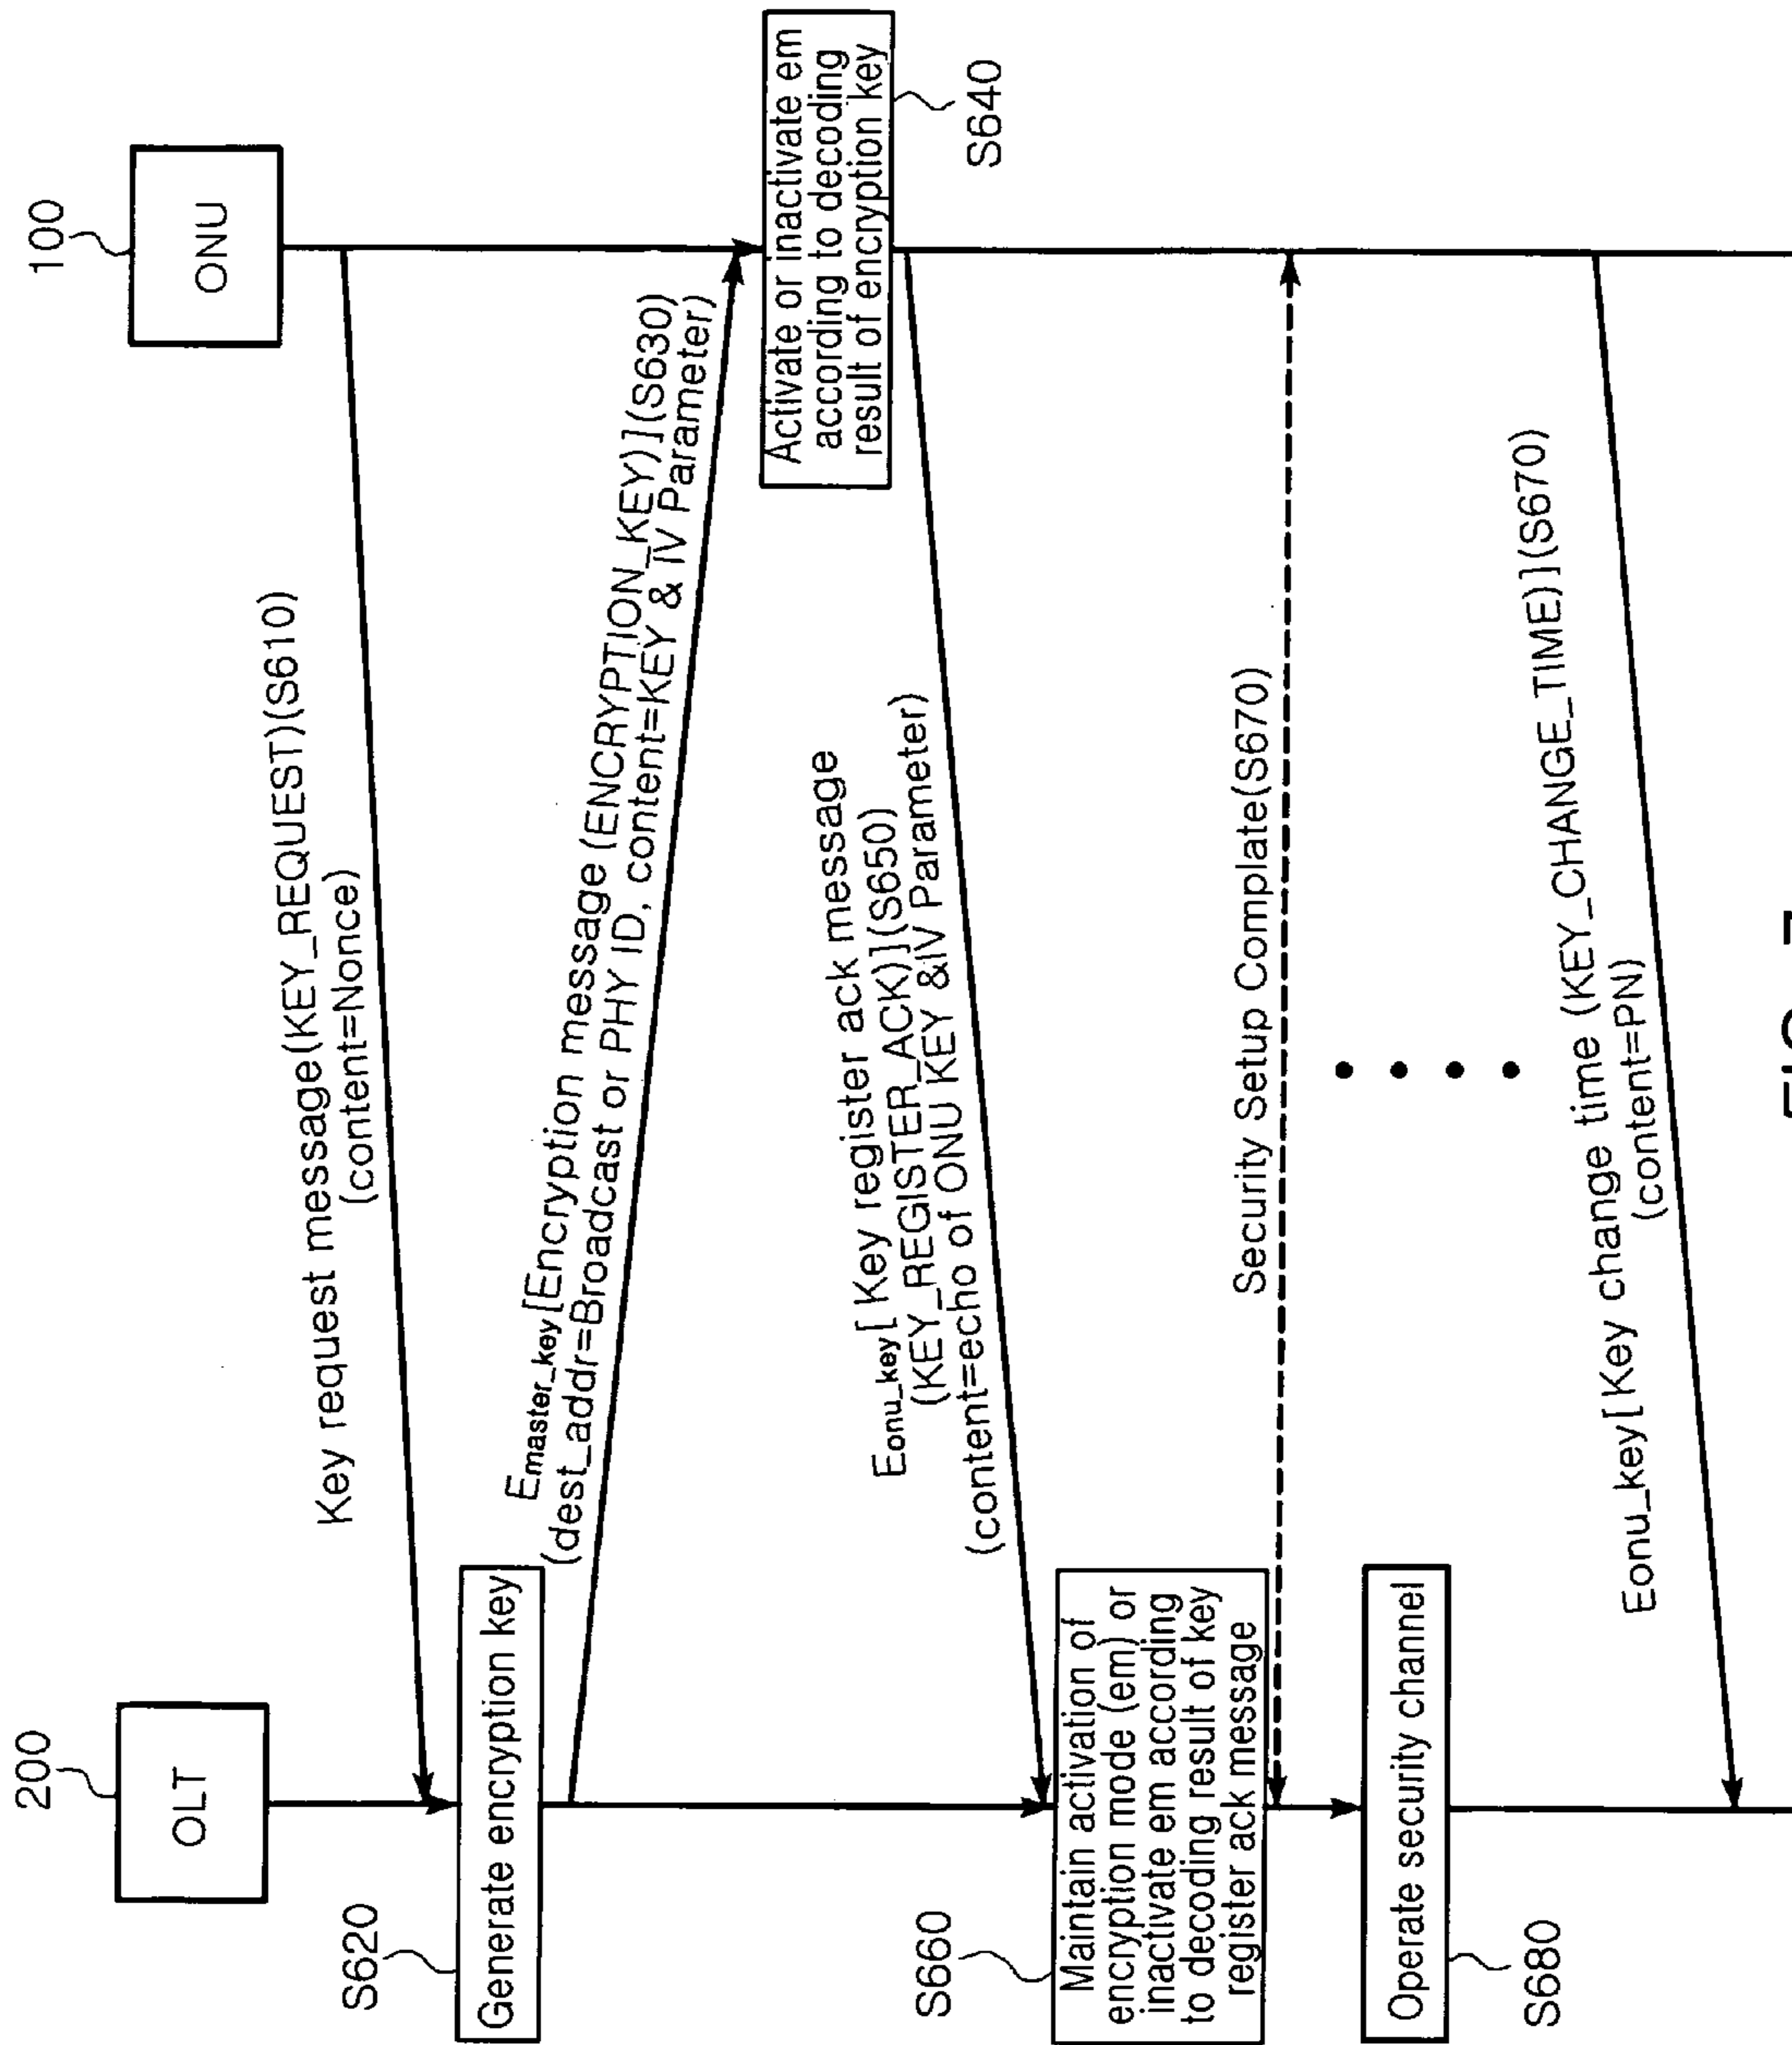 200
OLT
100
ONU
Key request message(KEY_REQUEST)(S610)
(content=Nonce)
S620
Generate encryption key
Emaster_key[Encryption message (ENCRYPTION_KEY)](S630)
(dest_addr=Broadcast or PHY ID, content=KEY & IV Parameter)
Activate or inactivate em
according to decoding
result of encryption key
S640
Eonu_key[Key register ack message
(KEY_REGISTER_ACK)](S650)
(content=echo of ONU KEY &IV Parameter)
S660
Maintain activation of
encryption mode (em) or
inactivate em according
to decoding result of key
register ack message
Security Setup Complate(S670)
Operate security channel
S680
Eonu_key[Key change time (KEY_CHANGE_TIME)](S670)
(content=PN)